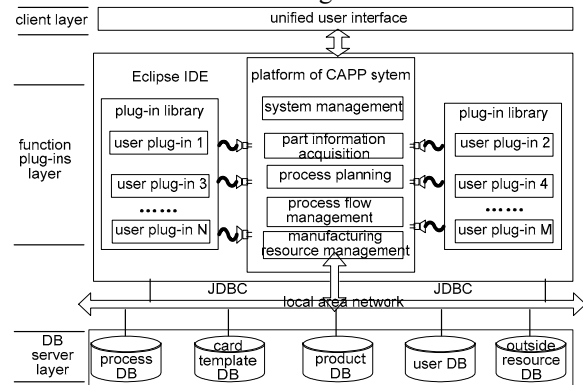 client layer
unified user interface
Eclipse IDE
platform of CAPP sytem
plug-in library
system management
plug-in library
function
plug-ins
layer
user plug-in 1
part information
acquisition
user plug-in 2
user plug-in 3
process planning
user plug-in 4
......
process flow
management
......
user plug-in N
manufacturing
resource management
user plug-in M
JDBC
JDBC
local area network
DB
server
layer
process
DB
card
template
DB
product
DB
user DB
outside
resource
DB